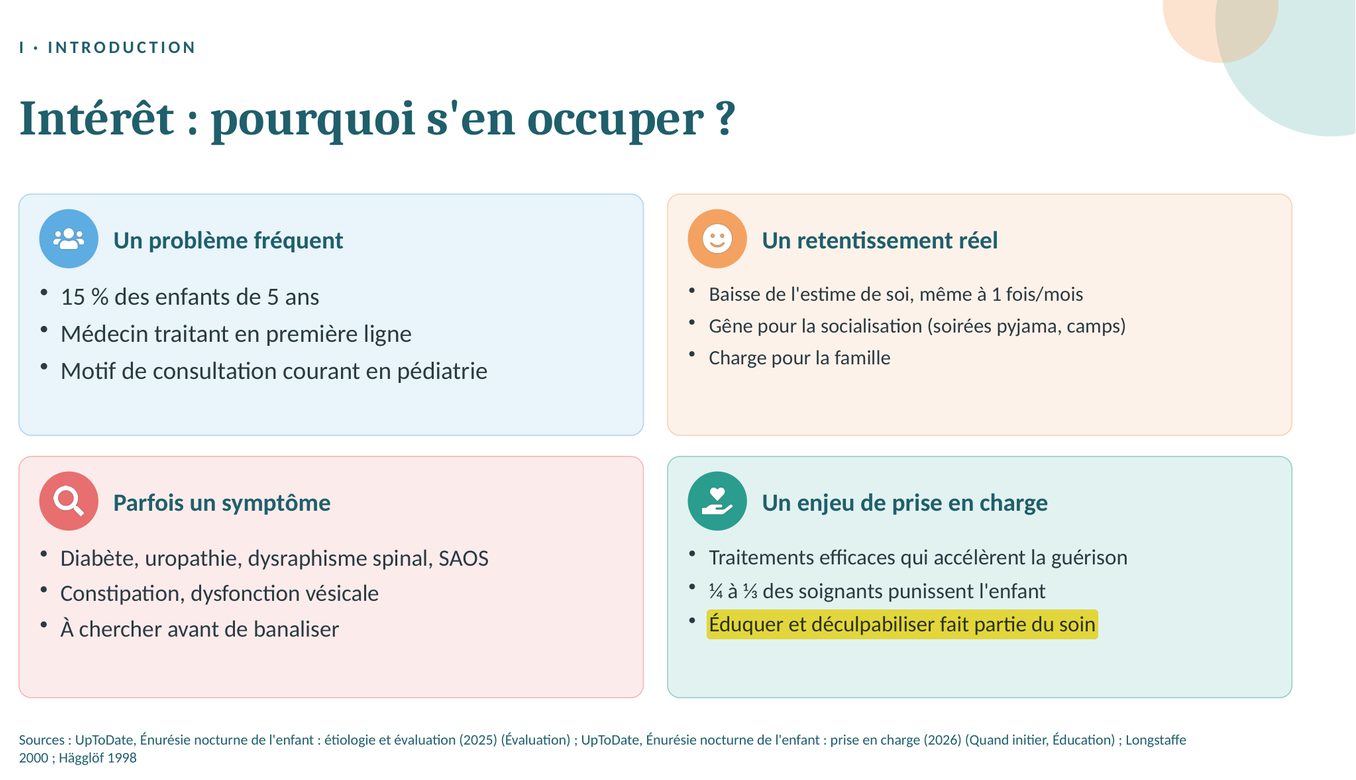 I · INTRODUCTION
Intérêt : pourquoi s'en occuper ?
Un problème fréquent
• 15 % des enfants de 5 ans
• Médecin traitant en première ligne
• Motif de consultation courant en pédiatrie
Un retentissement réel
• Baisse de l'estime de soi, même à 1 fois/mois
• Gêne pour la socialisation (soirées pyjama, camps)
• Charge pour la famille
Parfois un symptôme
• Diabète, uropathie, dysraphisme spinal, SAOS
• Constipation, dysfonction vésicale
• À chercher avant de banaliser
Un enjeu de prise en charge
• Traitements efficaces qui accélèrent la guérison
• ¼ à ⅓ des soignants punissent l'enfant
• Éduquer et déculpabiliser fait partie du soin
Sources : UpToDate, Énurésie nocturne de l'enfant : étiologie et évaluation (2025) (Évaluation) ; UpToDate, Énurésie nocturne de l'enfant : prise en charge (2026) (Quand initier, Éducation) ; Longstaffe
2000 ; Hägglöf 1998